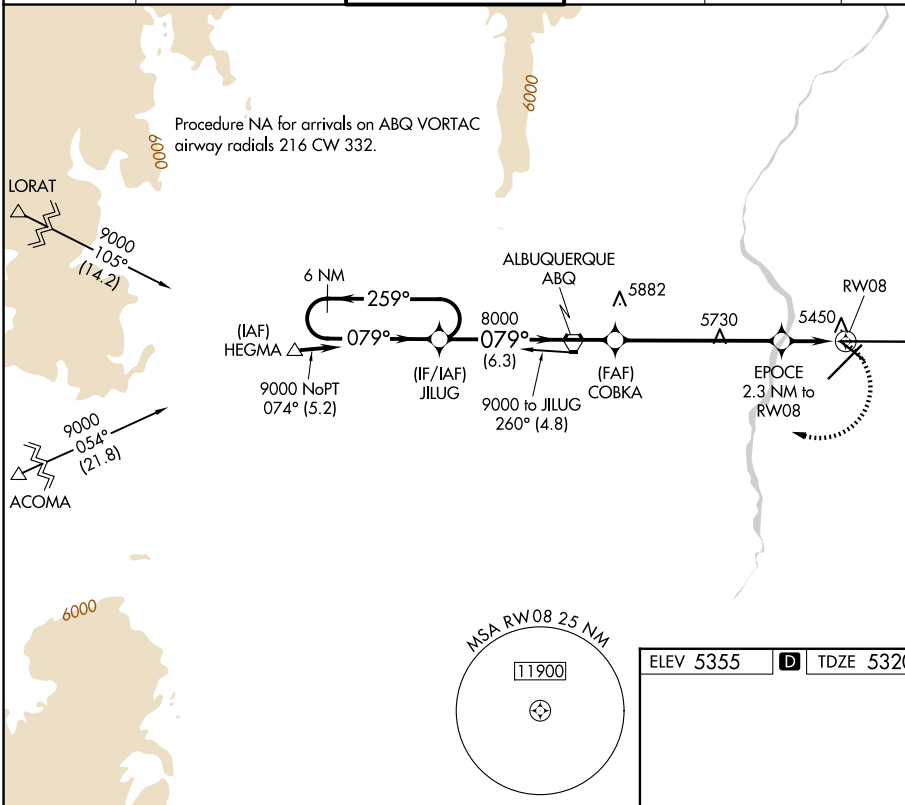 6000
Procedure NA for arrivals on ABQ VORTAC
airway radials 216 CW 332.
6000
LORAT
9000
105°
(14.2)
6 NM
259°
ALBUQUERQUE
ABQ
5882
RW08
(IAF)
HEGMA
079°
8000
079°
(6.3)
5730
5450
9000 NoPT
074° (5.2)
(IF/IAF)
JILUG
9000 to JILUG
260° (4.8)
(FAF)
COBKA
EPOCE
2.3 NM to
RW08
9000
054°
(21.8)
ACOMA
6000
MSA RW08 25 NM
11900
ELEV 5355
D
TDZE 5320